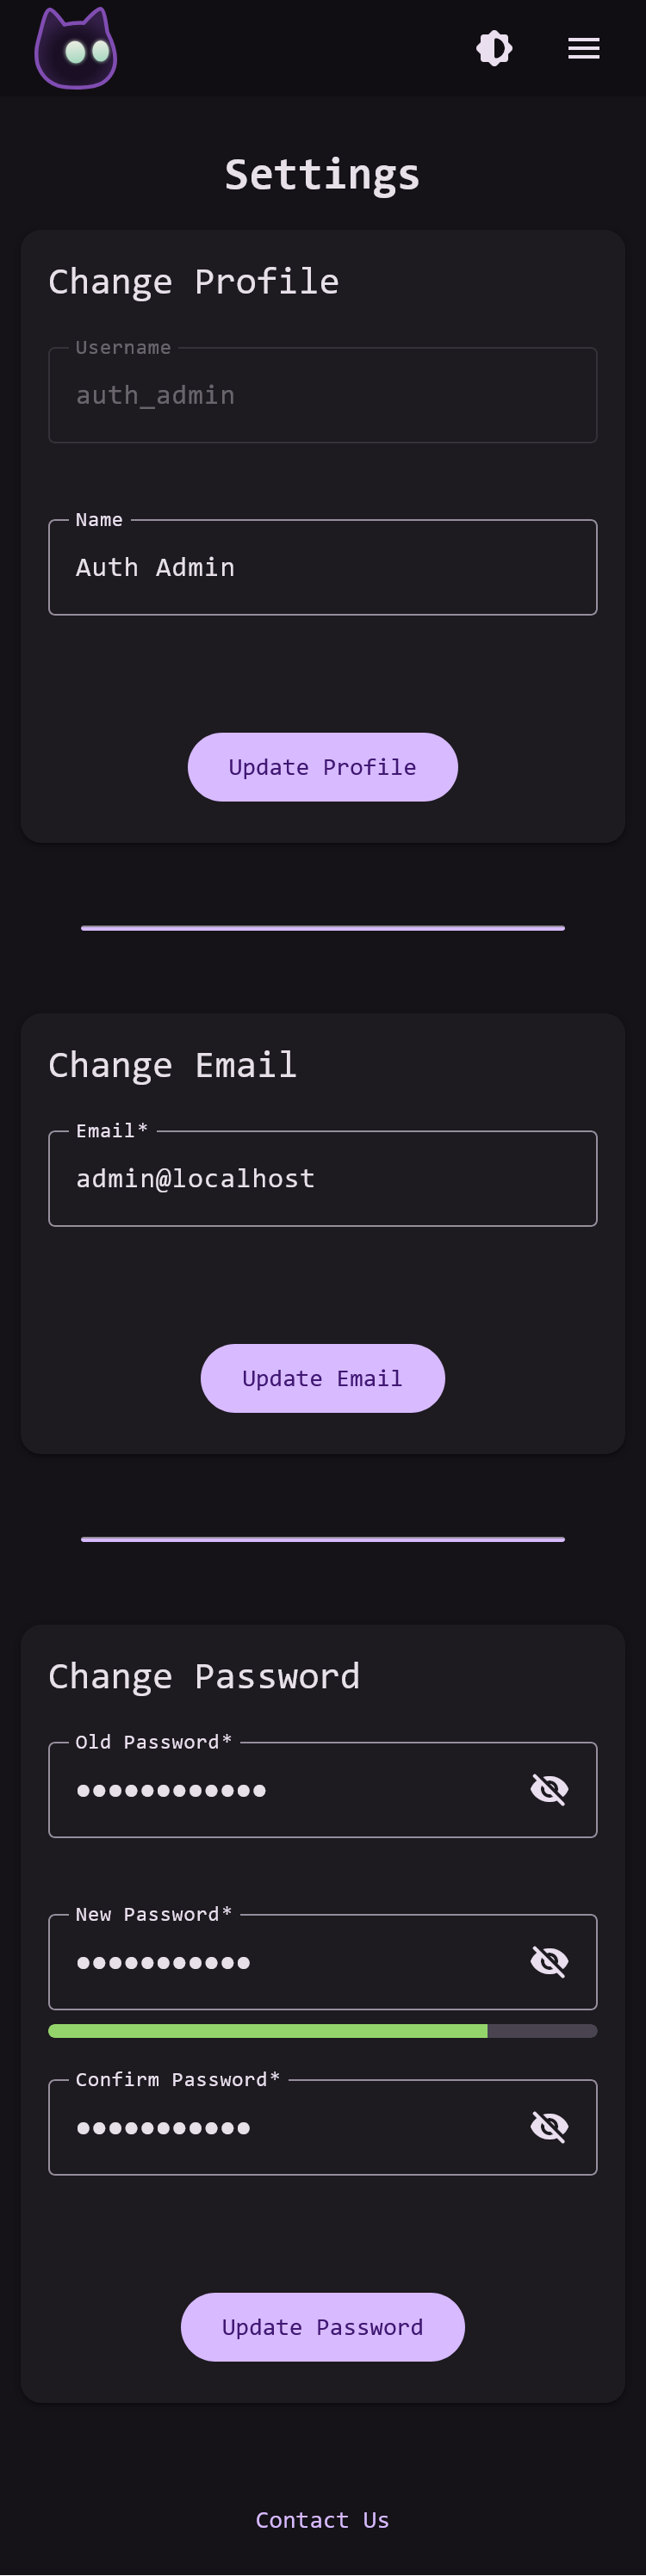 Settings
Change Profile
Username
auth_admin
Name
Auth Admin
Update Profile
Change Email
Email*
admin@localhost
Update Email
Change Password
Old Password*
••••••••••••
New Password*
•••••••••••
Confirm Password*
•••••••••••
Update Password
Contact Us